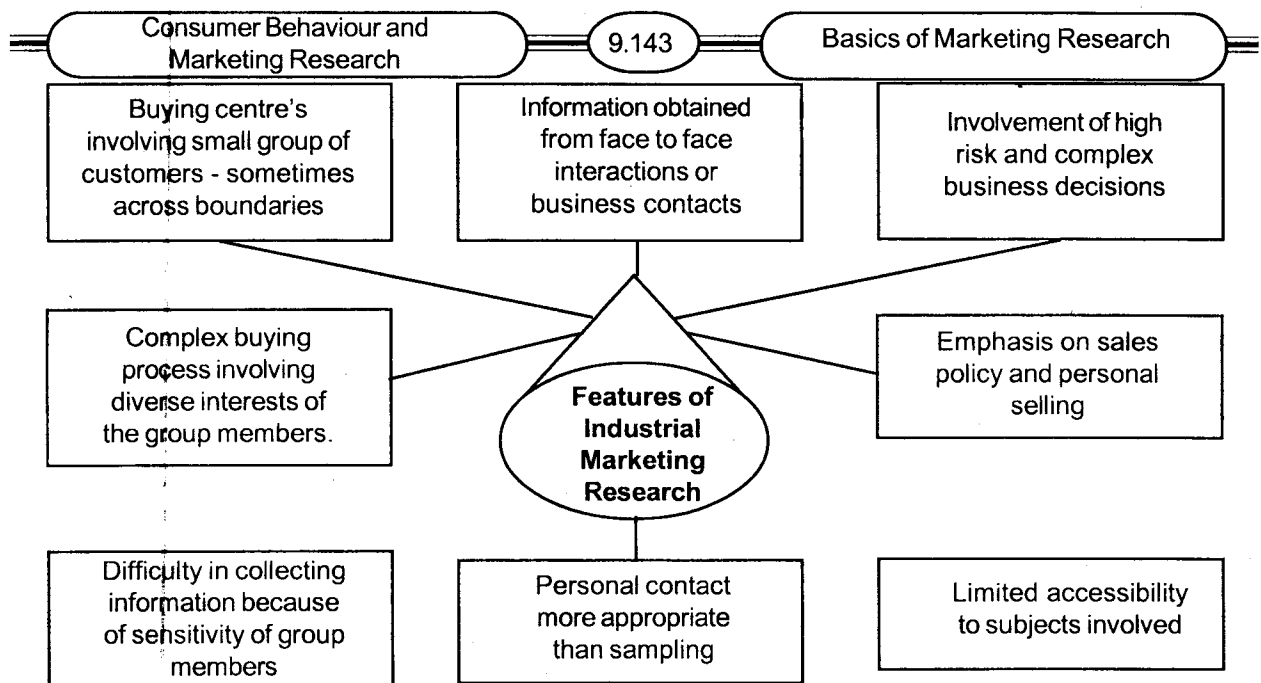 Consumer Behaviour and
Marketing Research
9.143
Basics of Marketing Research
Buying centre's
involving small group of
customers - sometimes
across boundaries
Information obtained
from face to face
interactions or
business contacts
Involvement of high
risk and complex
business decisions
Complex buying
process involving
diverse interests of
the group members.
Features of
Industrial
Marketing
Research
Emphasis on sales
policy and personal
selling
Difficulty in collecting
information because
of sensitivity of group
members
Personal contact
more appropriate
than sampling
Limited accessibility
to subjects involved